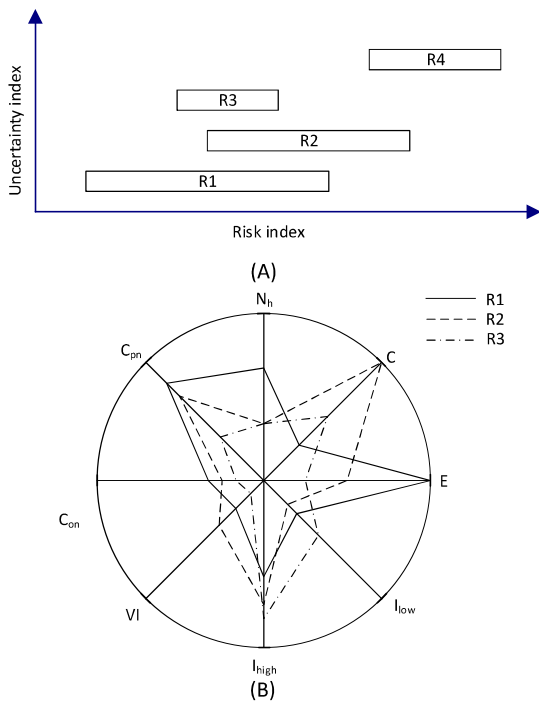 Uncertainty index
R4
R3
R2
R1
Risk index
(A)
R1
R2
R3
Nh
Cpn
C
E
Con
VI
Ilow
Ihigh
(B)